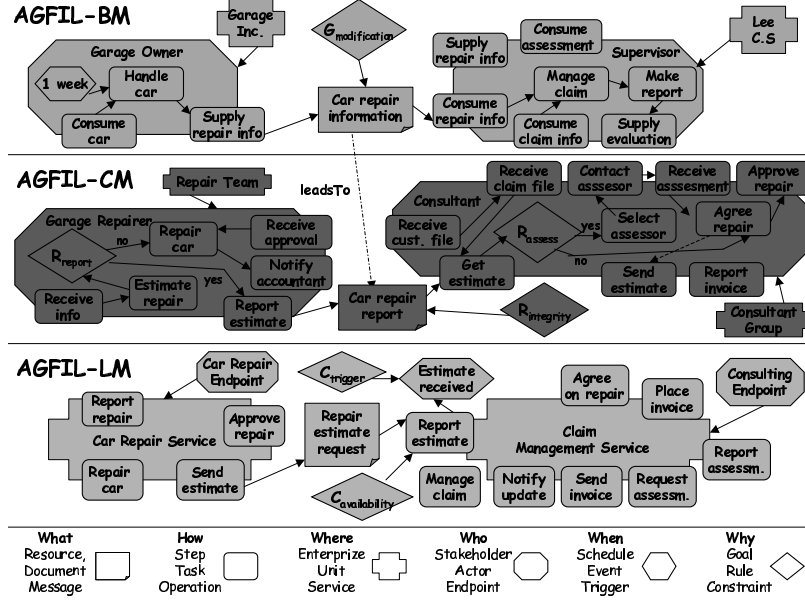 AGFIL-BM
Garage
Inc.
G modification
Lee
C.S
Garage Owner
1 week
Handle
car
Consume
car
Supply
repair info
Car repair
information
Supply
repair info
Consume
assessment
Supervisor
Manage
claim
Make
report
Consume
repair info
Consume
claim info
Supply
evaluation
AGFIL-CM
Repair Team
leadsTo
Garage Repairer
R report
no
yes
Repair
car
Receive
approval
Notify
accountant
Estimate
repair
Receive
info
Report
estimate
Car repair
report
R integrity
Consultant
Receive
claim file
Contact
assesor
Receive
assesment
Approve
repair
Receive
cust. file
R assess
yes
no
Select
assessor
Agree
repair
Get
estimate
Send
estimate
Report
invoice
Consultant
Group
AGFIL-LM
Car Repair
Endpoint
C trigger
Estimate
received
Agree
on repair
Place
invoice
Consulting
Endpoint
Report
repair
Approve
repair
Car Repair Service
Repair
car
Send
estimate
Repair
estimate
request
Report
estimate
C availability
Claim
Management Service
Manage
claim
Notify
update
Send
invoice
Request
assessm.
Report
assessm.
What
Resource,
Document
Message
How
Step
Task
Operation
Where
Enterprize
Unit
Service
Who
Stakeholder
Actor
Endpoint
When
Schedule
Event
Trigger
Why
Goal
Rule
Constraint